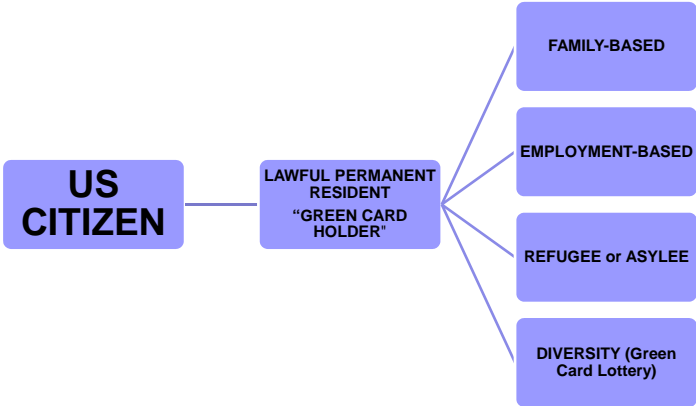 US
CITIZEN
LAWFUL PERMANENT
RESIDENT
“GREEN CARD
HOLDER"
FAMILY-BASED
EMPLOYMENT-BASED
REFUGEE or ASYLEE
DIVERSITY (Green
Card Lottery)